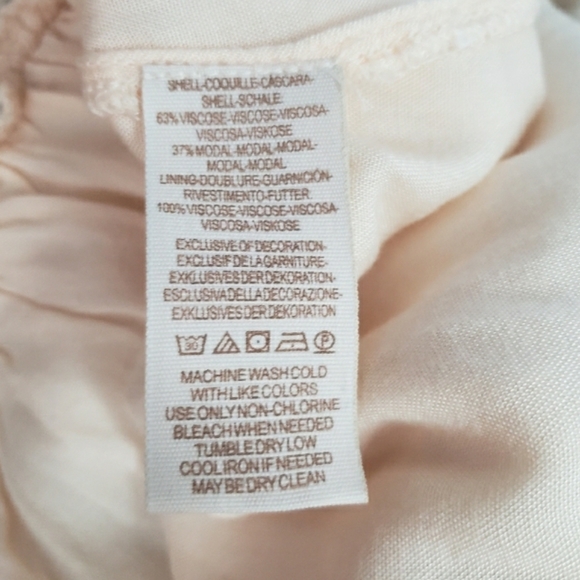 SHELL-COQUILLE-CÁSCARA-
SHELL-SCHALE:
63% VISCOSE-VISCOSE-VISCOSA-
VISCOSA-VISKOSE
37% MODAL-MODAL-MODAL-
MODAL-MODAL
LINING-DOUBLURE-GUARNICIÓN-
RIVESTIMENTO-FUTTER:
100% VISCOSE-VISCOSE-VISCOSA-
VISCOSA-VISKOSE
EXCLUSIVE OF DECORATION-
EXCLUSIF DE LA GARNITURE-
EXKLUSIVES DER DEKORATION-
ESCLUSIVA DELLA DECORAZIONE-
EXKLUSIVES DER DEKORATION
30 P
MACHINE WASH COLD
WITH LIKE COLORS
USE ONLY NON-CHLORINE
BLEACH WHEN NEEDED
TUMBLE DRY LOW
COOL IRON IF NEEDED
MAY BE DRY CLEAN